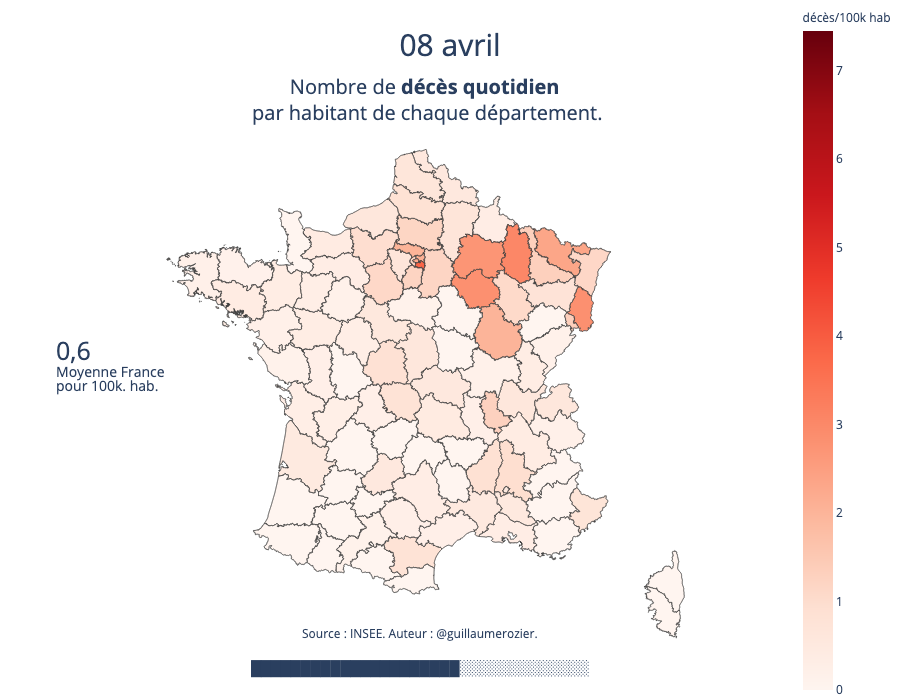 décès/100k hab
08 avril
Nombre de décès quotidien
par habitant de chaque département.
7
6
5
4
3
2
1
0
0,6
Moyenne France
pour 100k. hab.
Source : INSEE. Auteur : @guillaumerozier.